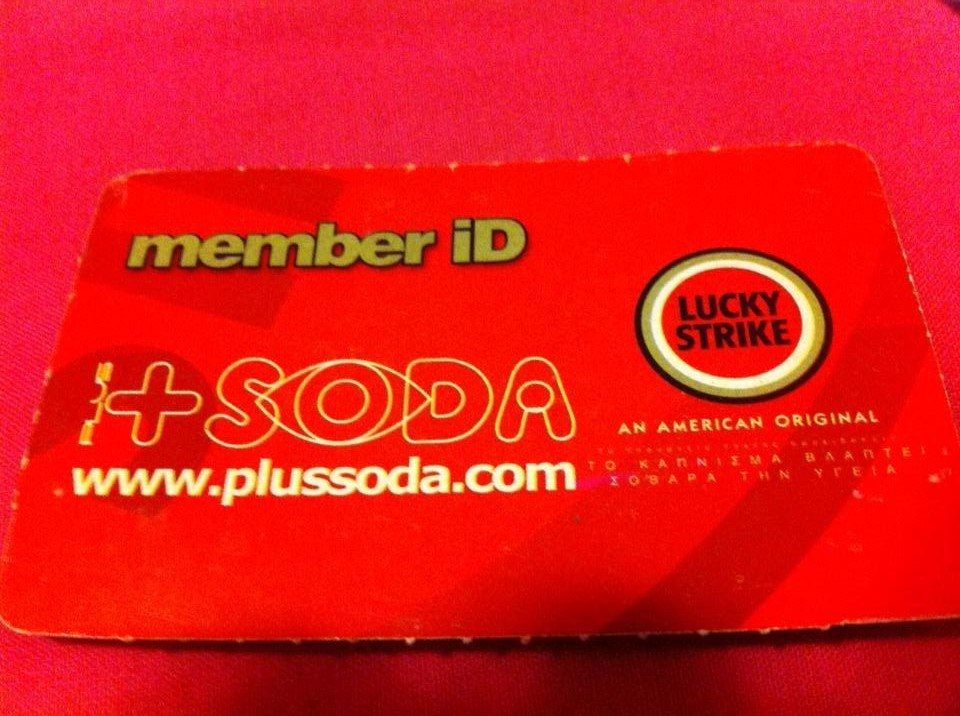 member iD
LUCKY
STRIKE
+SODA
AN AMERICAN ORIGINAL
www.plussoda.com
ΤΟ ΚΑΠΝΙΣΜΑ ΒΛΑΠΤΕΙ
ΣΟΒΑΡΑ ΤΗΝ ΥΓΕΙΑ